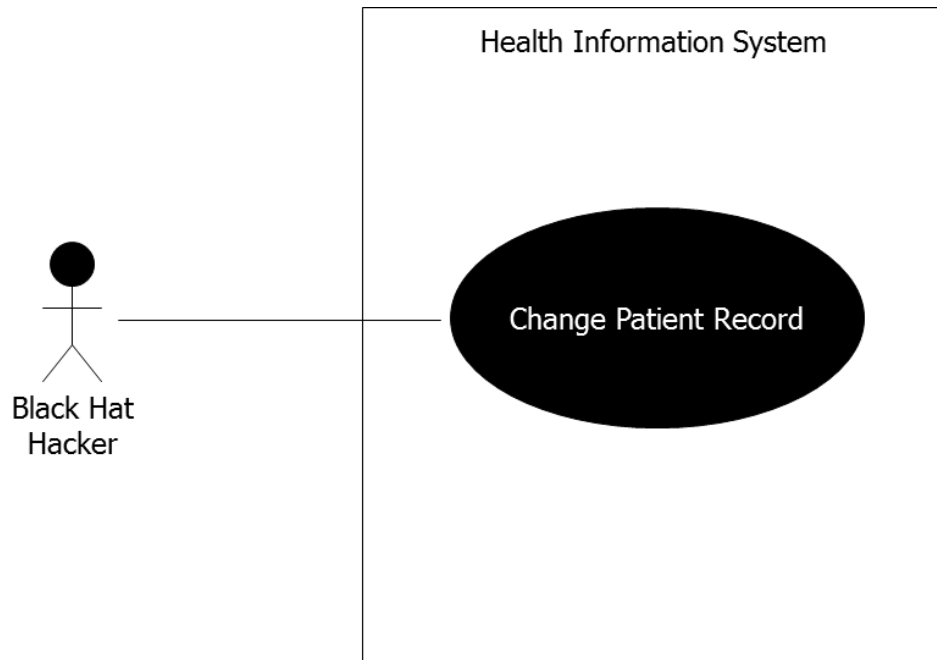 Health Information System
Change Patient Record
Black Hat
Hacker